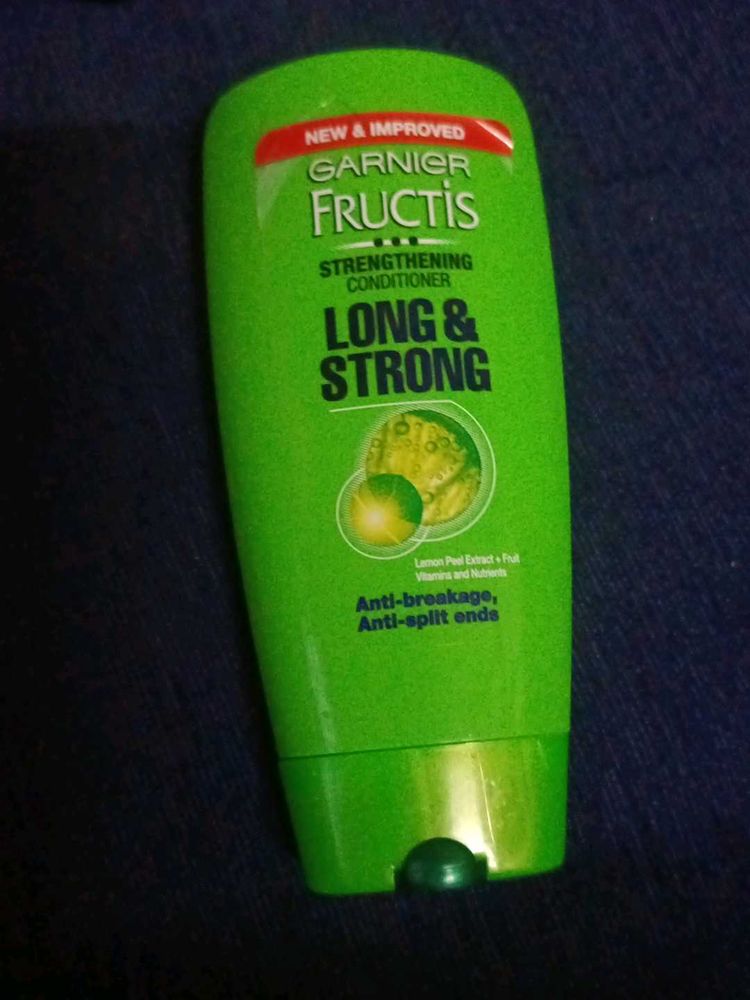 NEW & IMPROVED
GARNIER
FRUCTIS
STRENGTHENING
CONDITIONER
LONG &
STRONG
Lemon Peel Extract + Fruit
Vitamins and Nutrients
Anti-breakage,
Anti-split ends